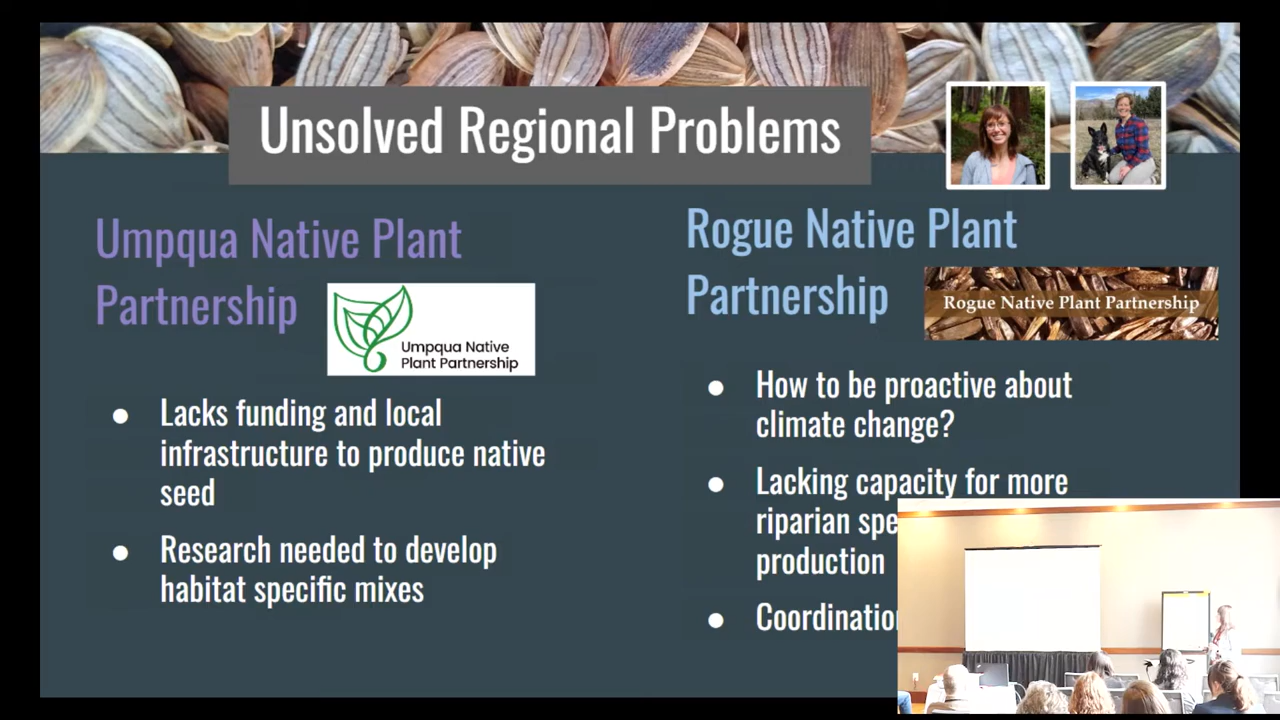 Unsolved Regional Problems
Umpqua Native Plant
Partnership
Umpqua Native
Plant Partnership
● Lacks funding and local
infrastructure to produce native
seed
● Research needed to develop
habitat specific mixes
Rogue Native Plant
Partnership
Rogue Native Plant Partnership
● How to be proactive about
climate change?
● Lacking capacity for more
riparian
production
●